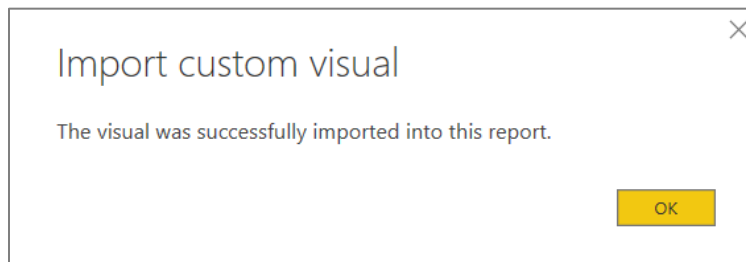 Import custom visual
The visual was successfully imported into this report.
OK